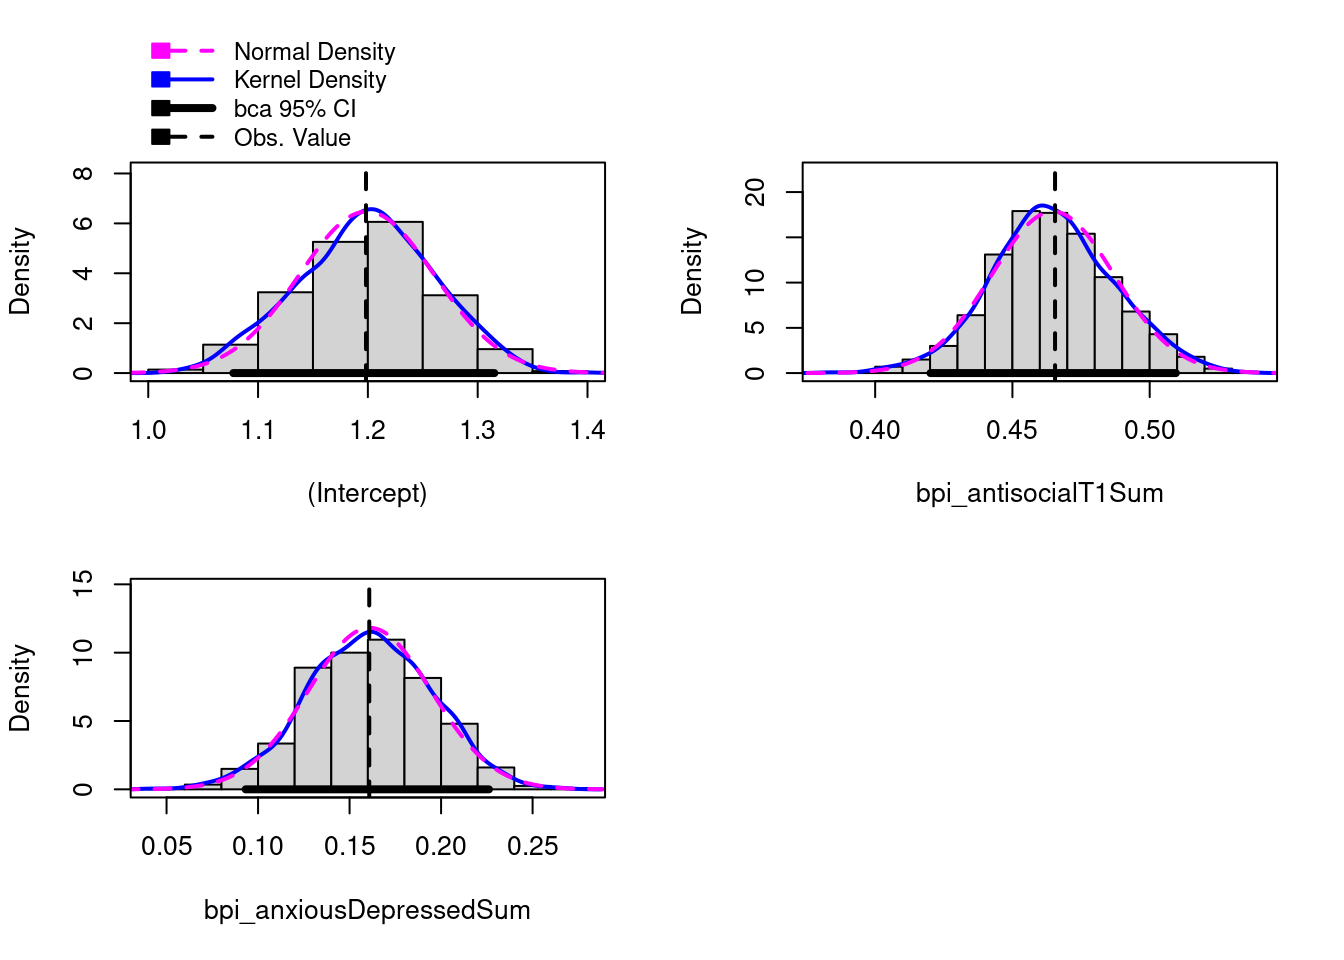 Normal Density
Kernel Density
bca 95% CI
Obs. Value
Density
0
2
4
6
8
1.0 1.1 1.2 1.3 1.4
(Intercept)
Density
0
5
10
20
0.40 0.45 0.50
bpi_antisocialT1Sum
Density
0
5
10
15
0.05 0.10 0.15 0.20 0.25
bpi_anxiousDepressedSum